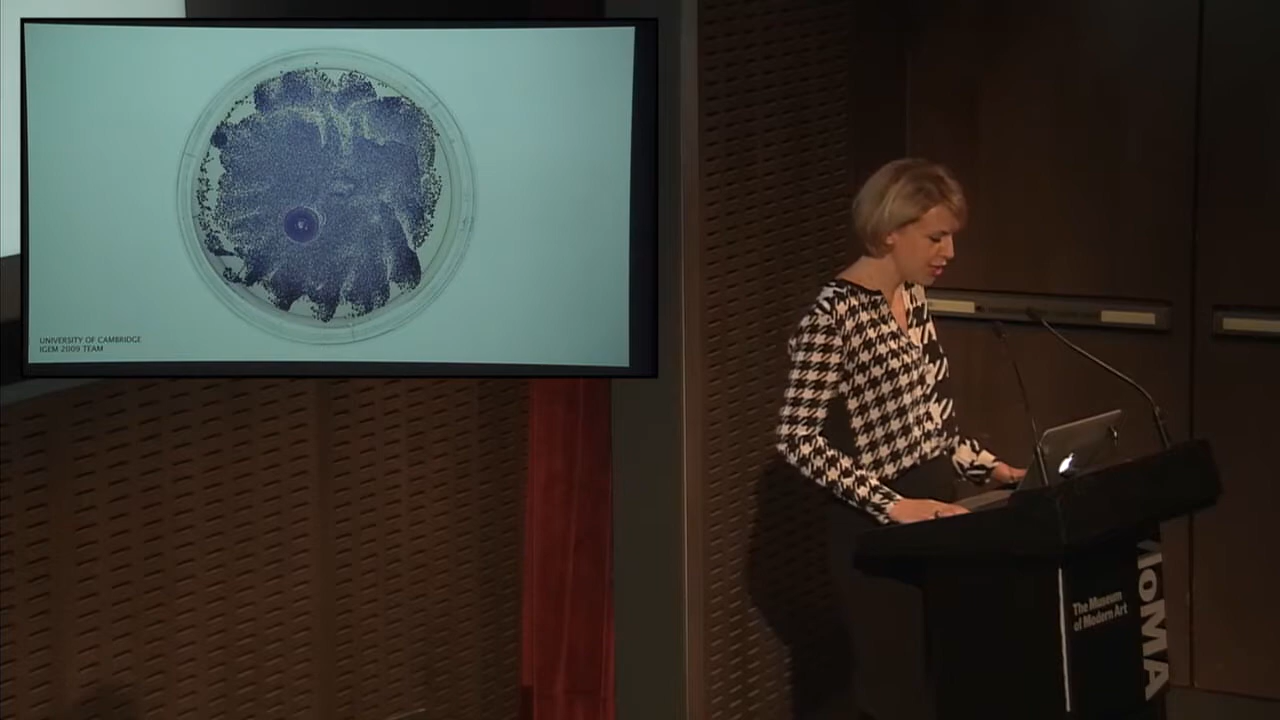 UNIVERSITY OF CAMBRIDGE
IGEM 2009 TEAM
The Museum
of Modern Art
MoMA